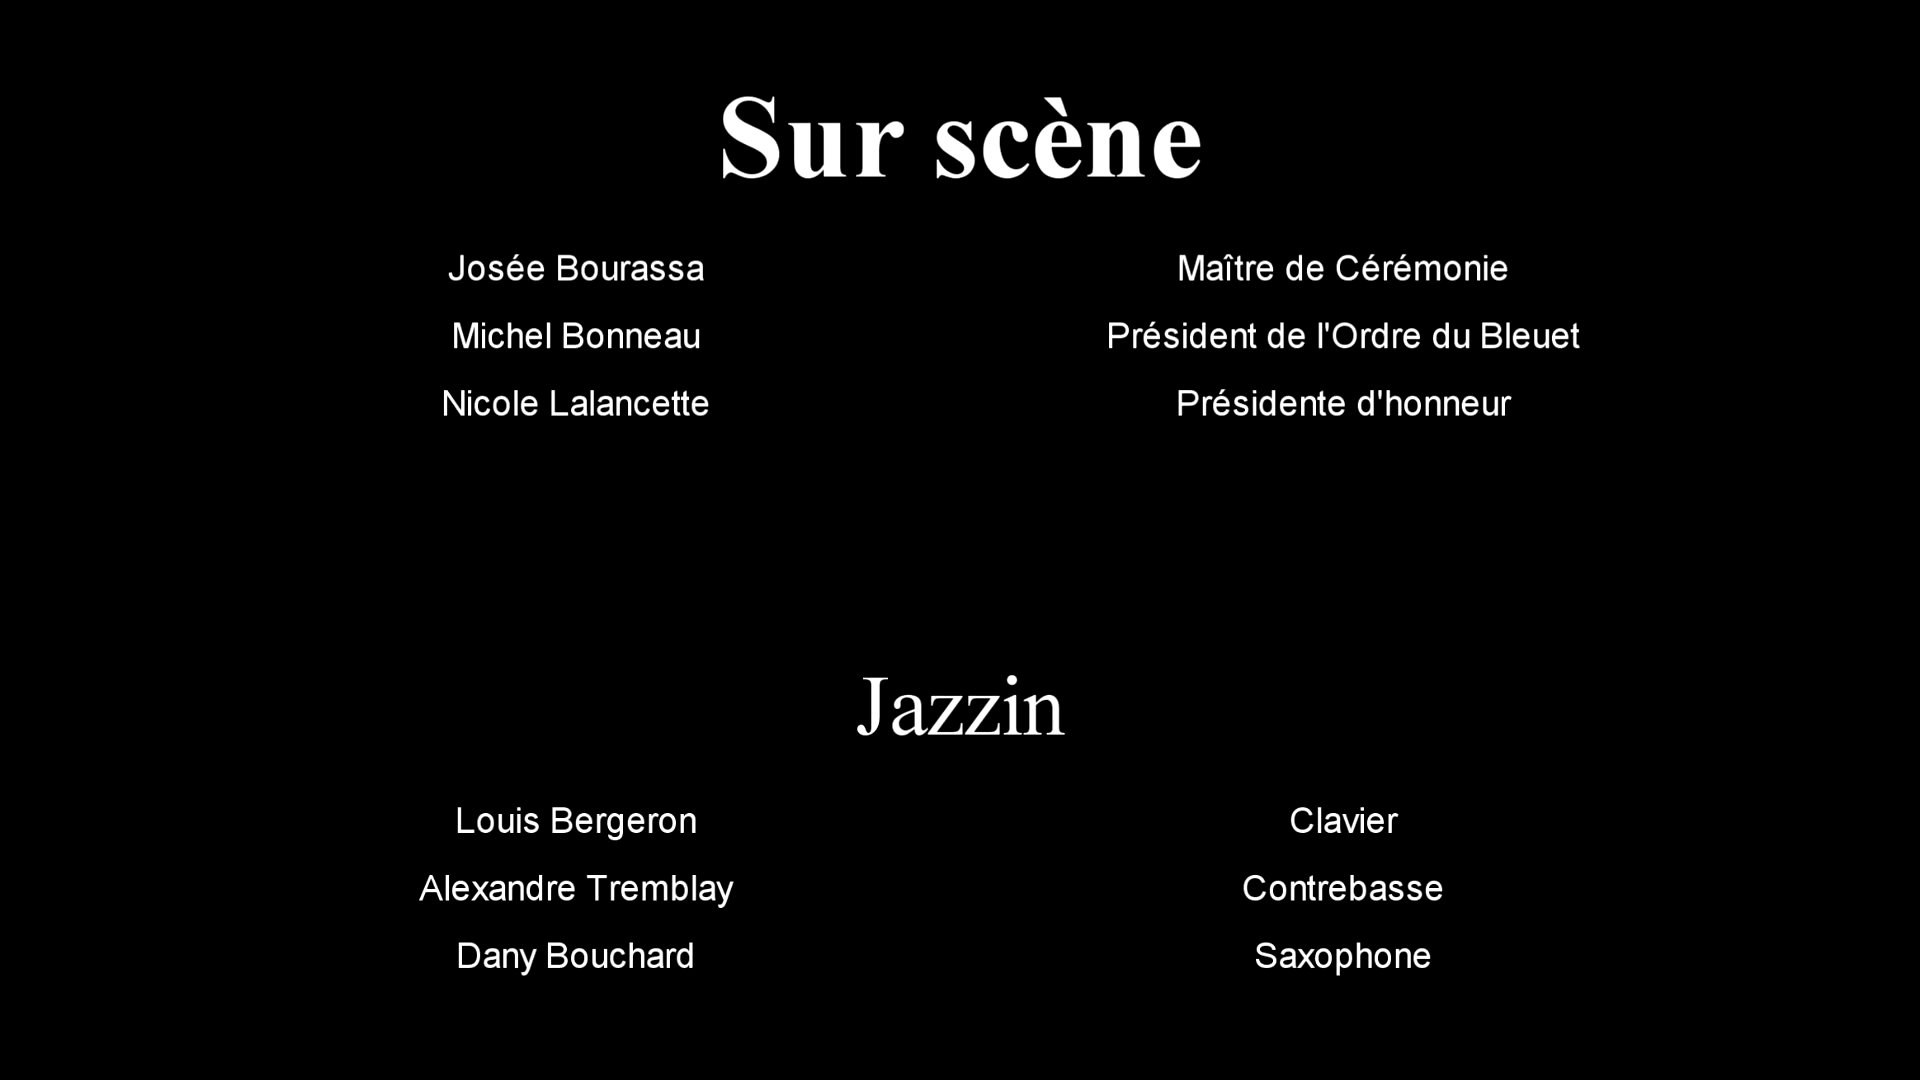 Sur scène
Josée Bourassa Maître de Cérémonie
Michel Bonneau Président de l'Ordre du Bleuet
Nicole Lalancette Présidente d'honneur
Jazzin
Louis Bergeron Clavier
Alexandre Tremblay Contrebasse
Dany Bouchard Saxophone